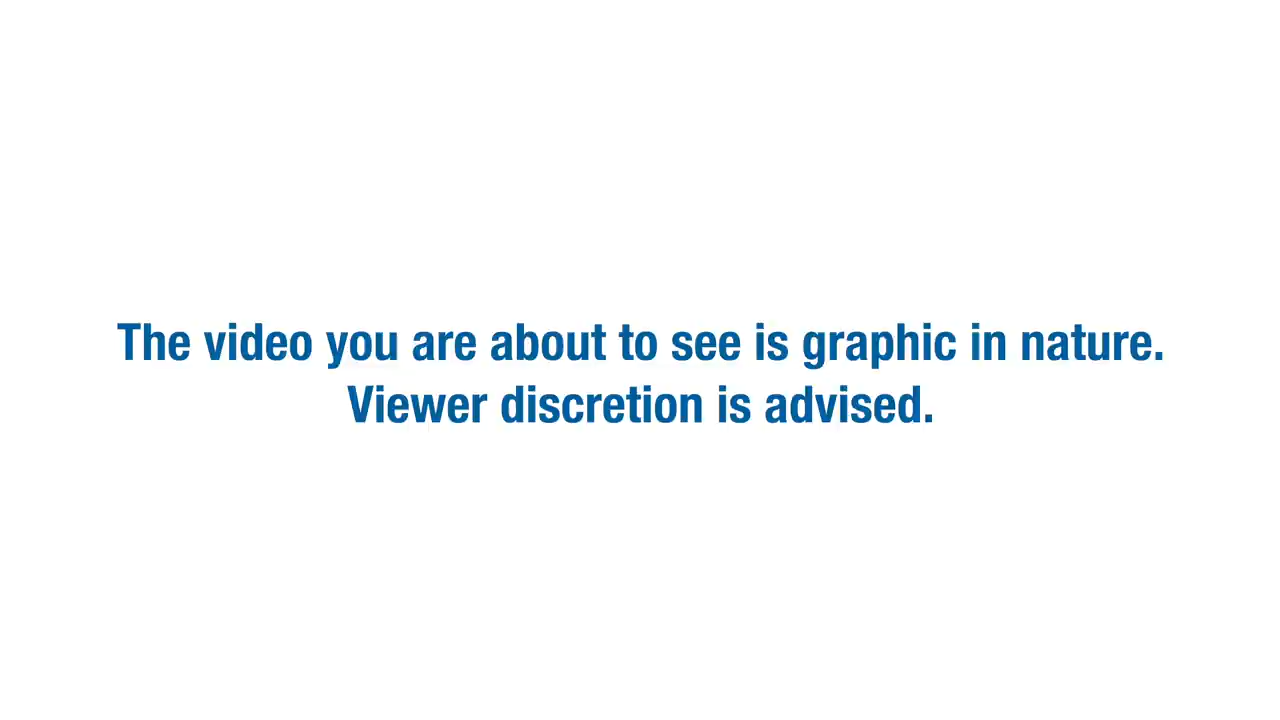 The video you are about to see is graphic in nature.
Viewer discretion is advised.